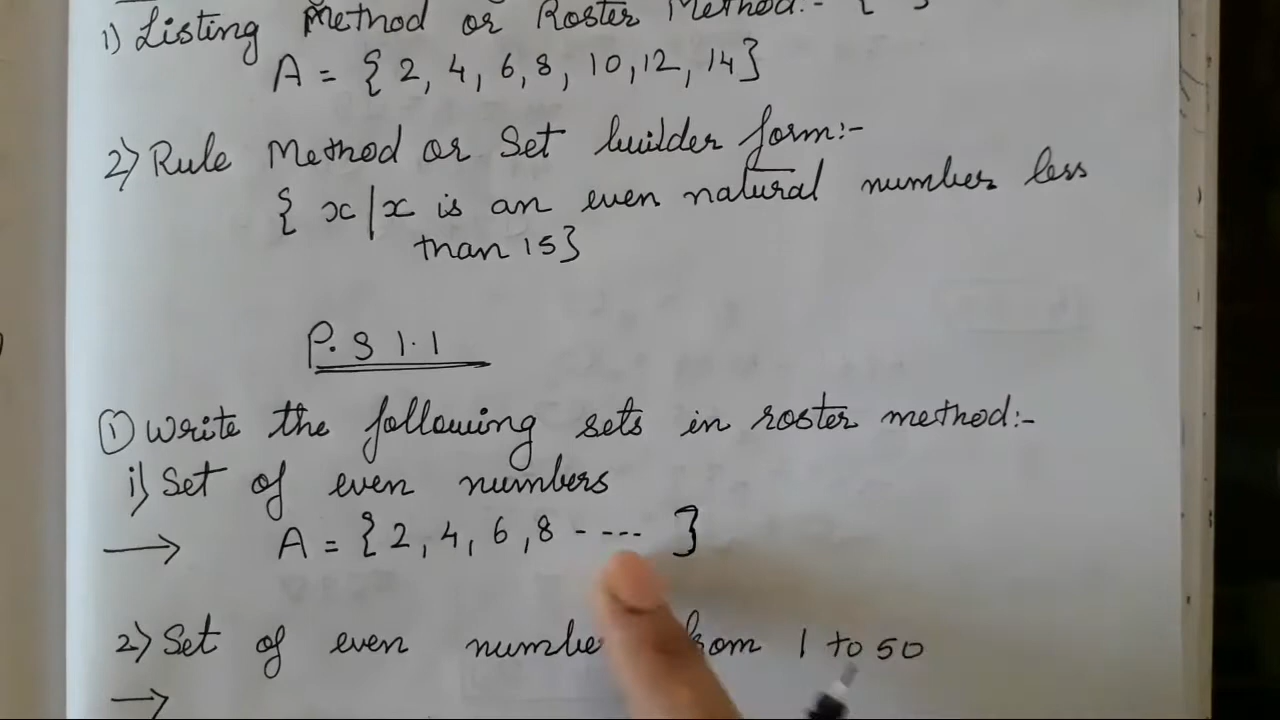 1) Listing Method or Roster Method:- {
A = { 2, 4, 6, 8, 10, 12, 14}
2) Rule Method or Set builder form:-
{ x | x is an even natural number less
than 15}
P.S 1.1
① Write the following sets in roster method:-
i) Set of even numbers
→ A = { 2, 4, 6, 8 - --- }
2) Set of even 1 to 50
→